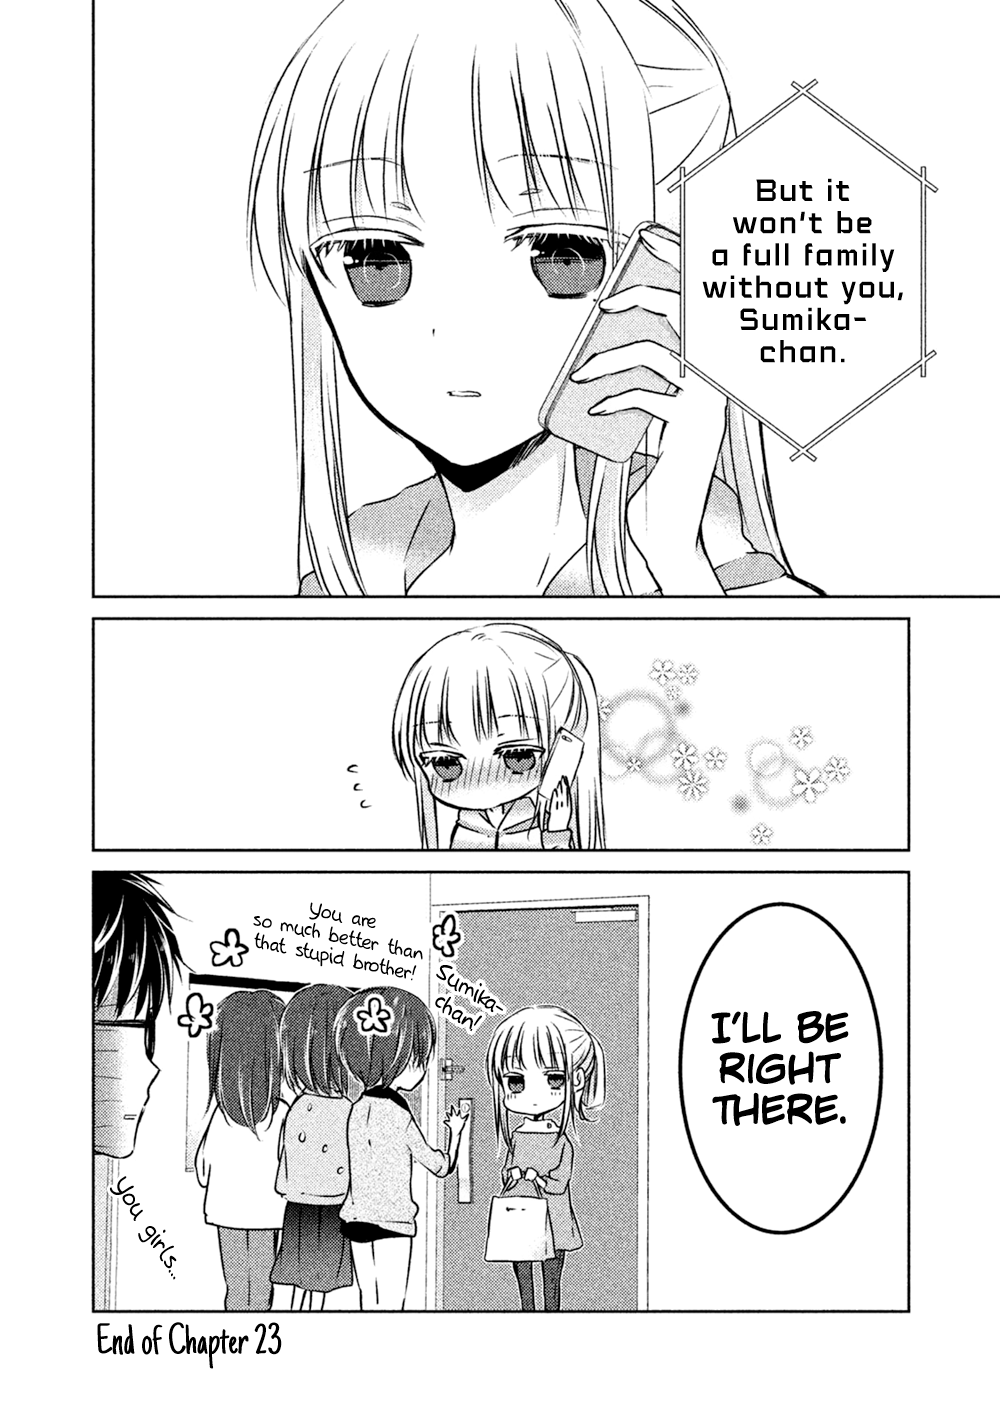 But it
won't be
a full family
without you,
Sumika-
chan.
I'LL BE
RIGHT
THERE.
Sumika-
chan!
You are
so much better than
that stupid brother!
You girls...
End of Chapter 23